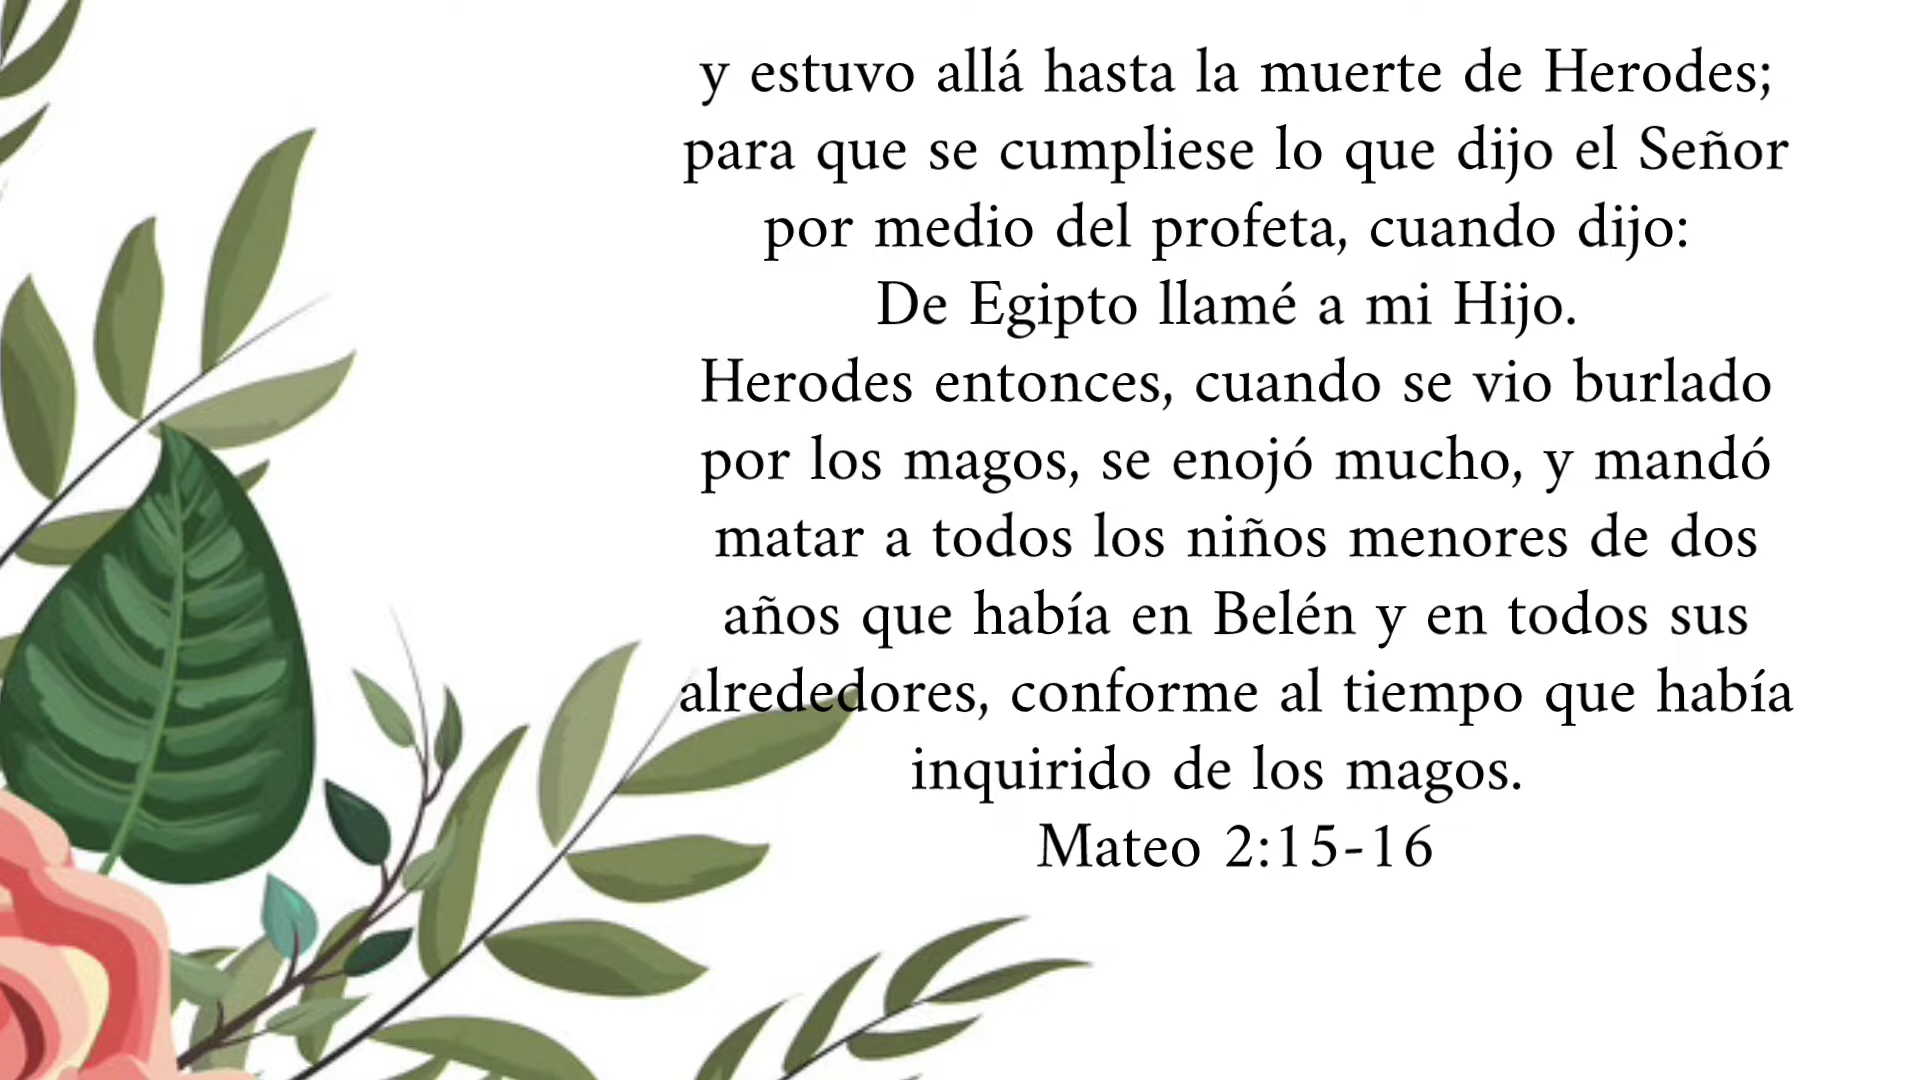 y estuvo allá hasta la muerte de Herodes;
para que se cumpliese lo que dijo el Señor
por medio del profeta, cuando dijo:
De Egipto llamé a mi Hijo.
Herodes entonces, cuando se vio burlado
por los magos, se enojó mucho, y mandó
matar a todos los niños menores de dos
años que había en Belén y en todos sus
alrededores, conforme al tiempo que había
inquirido de los magos.
Mateo 2:15-16